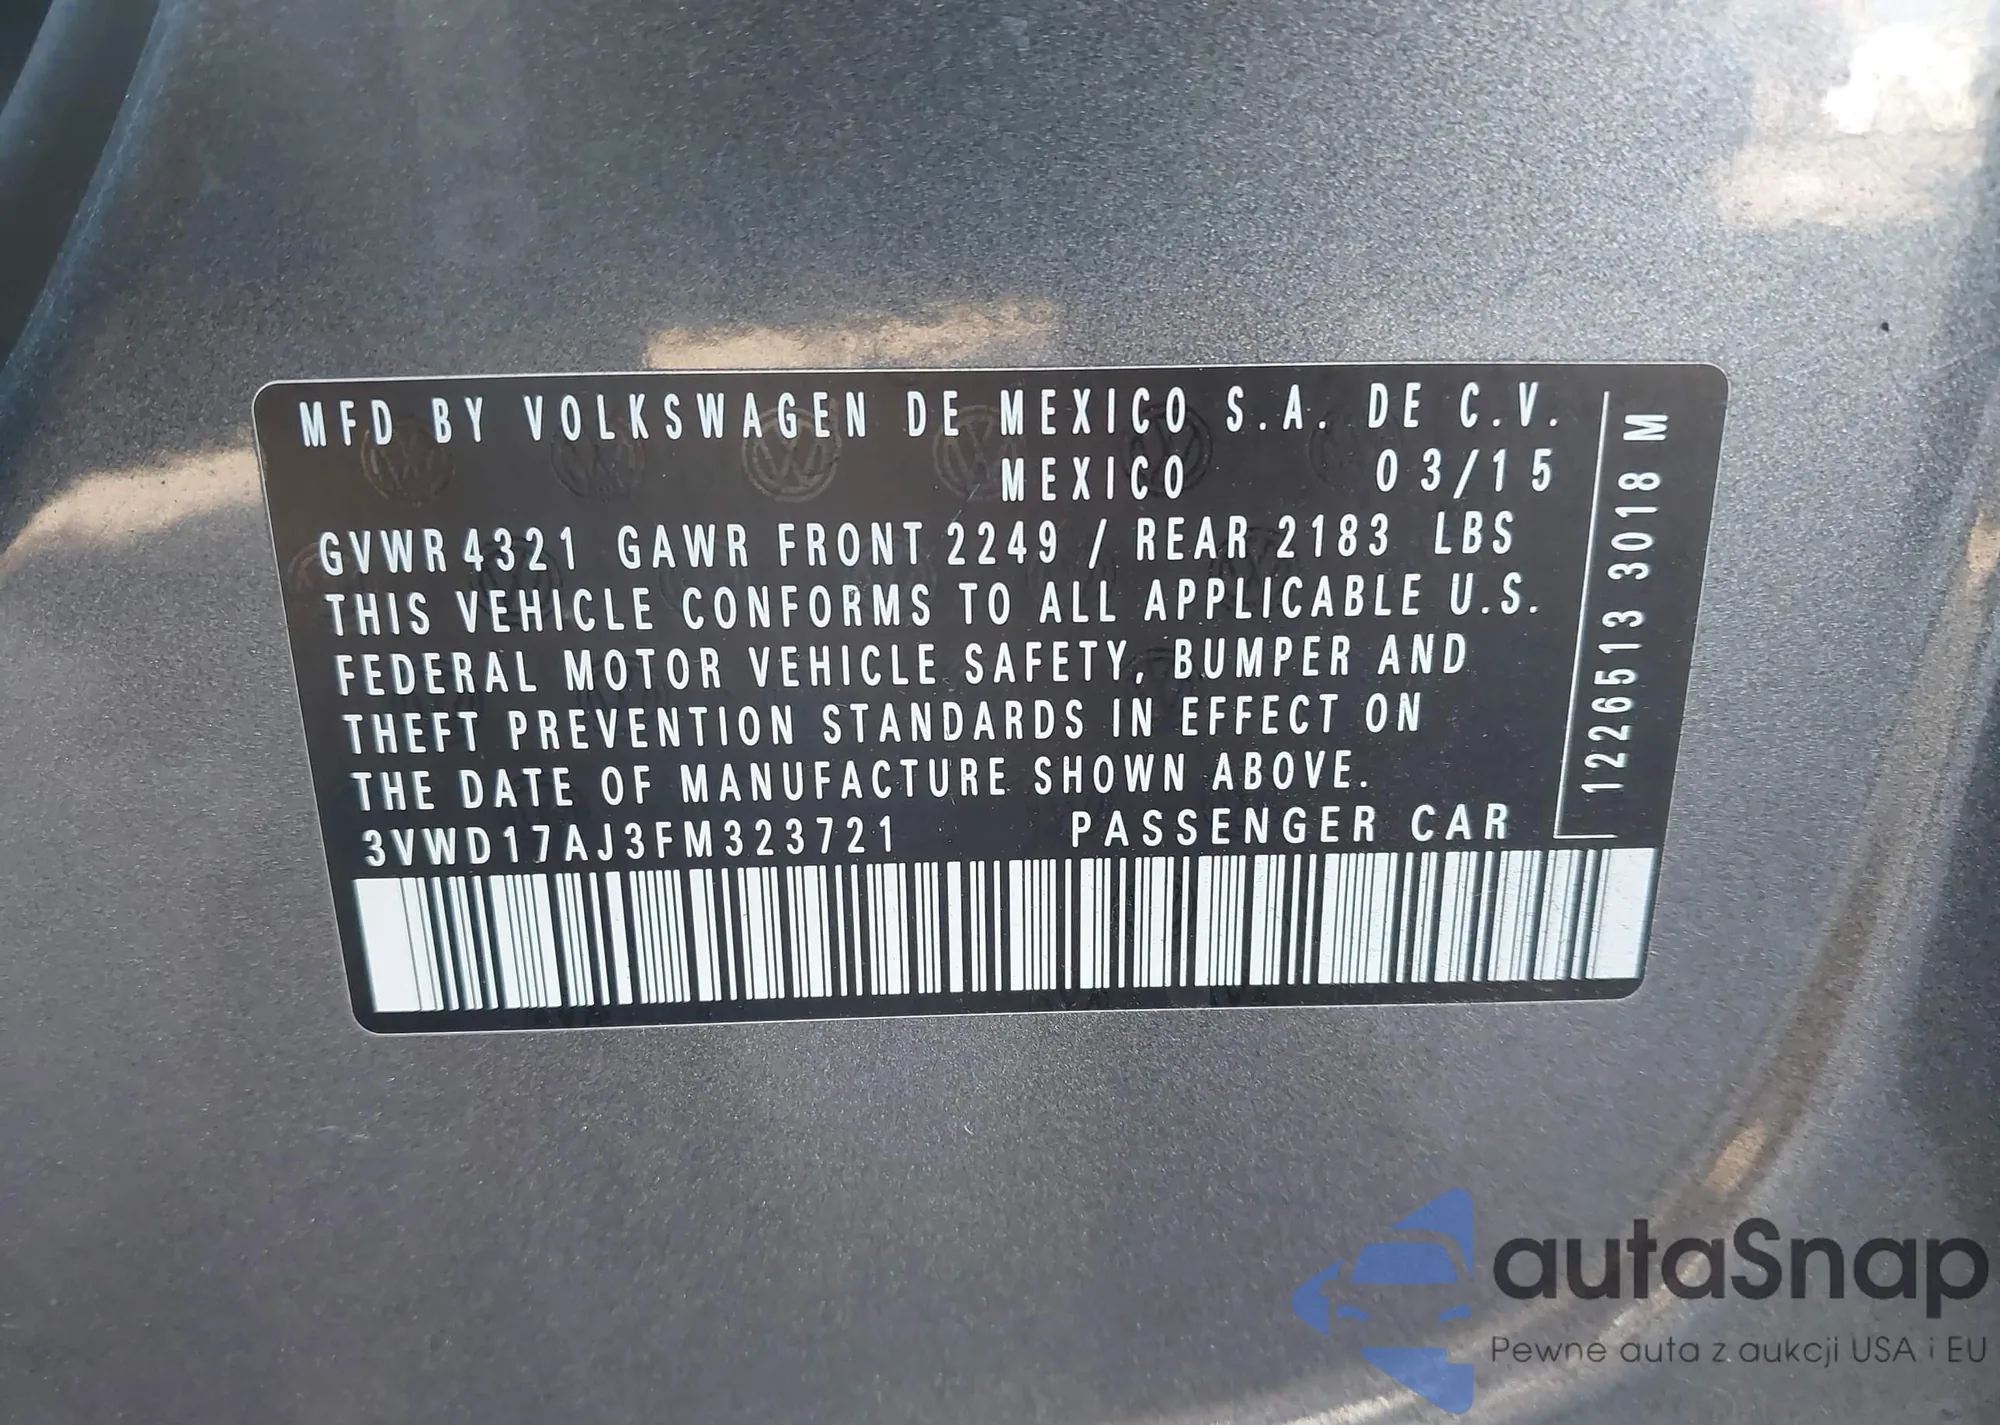 MFD BY VOLKSWAGEN DE MEXICO S.A. DE C.V.
MEXICO 03/15
GVWR 4321 GAWR FRONT 2249 / REAR 2183 LBS
THIS VEHICLE CONFORMS TO ALL APPLICABLE U.S.
FEDERAL MOTOR VEHICLE SAFETY, BUMPER AND
THEFT PREVENTION STANDARDS IN EFFECT ON
THE DATE OF MANUFACTURE SHOWN ABOVE.
3VWD17AJ3FM323721 PASSENGER CAR
1226513 3018 M
autaSnap
Pewne auta z aukcji USA i EU